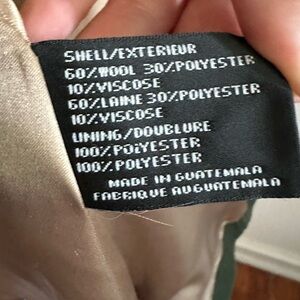 SHELL/EXTERIEUR
60%WOOL 30%POLYESTER
10%VISCOSE
60%LAINE 30%POLYESTER
10%VISCOSE
LINING/DOUBLURE
100%POLYESTER
100%POLYESTER
MADE IN GUATEMALA
FABRIQUE AU GUATEMALA